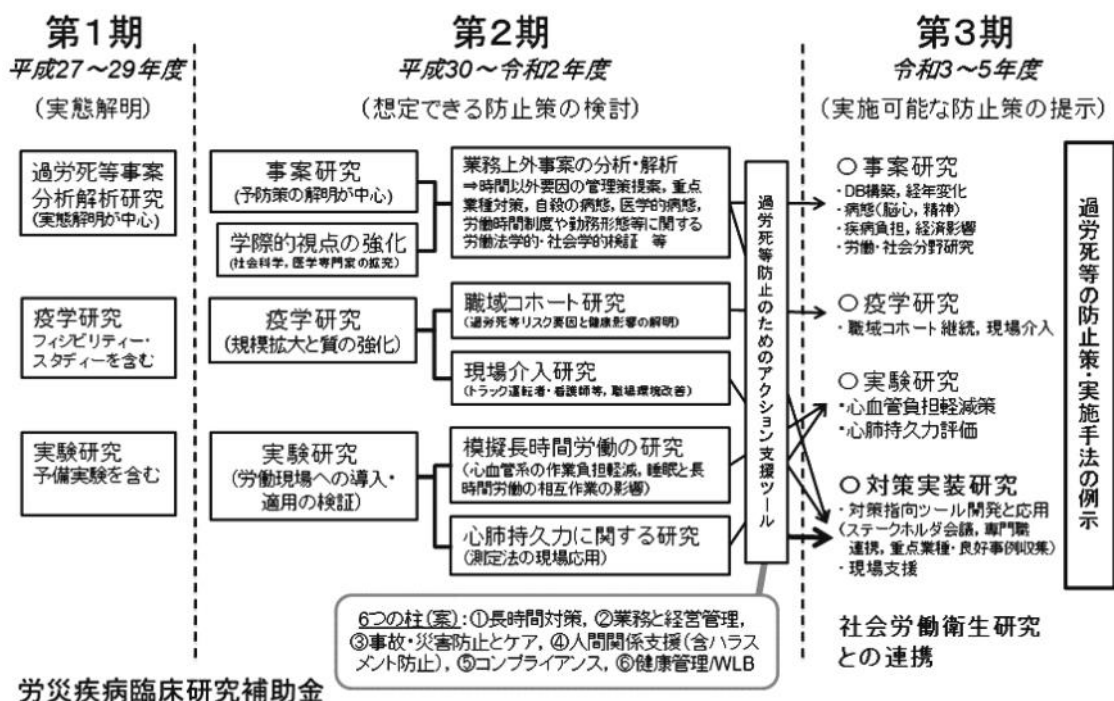 第1期
平成27～29年度
(実態解明)
過労死等事案
分析解析研究
(実態解明が中心)
疫学研究
フィジビリティー・
スタディーを含む
実験研究
予備実験を含む
第2期
平成30～令和2年度
(想定できる防止策の検討)
事案研究
(予防策の解明が中心)
学際的視点の強化
(社会科学，医学専門家の拡充)
業務上外事案の分析・解析
⇒時間以外要因の管理策提案，重点
業種対策，自殺の病態，医学的病態，
労働時間制度や勤務形態等に関する
労働法学的・社会学的検証　等
疫学研究
(規模拡大と質の強化)
職域コホート研究
(過労死等リスク要因と健康影響の解明)
現場介入研究
(トラック運転者・看護師等，職場環境改善)
実験研究
(労働現場への導入・
適用の検証)
模擬長時間労働の研究
(心血管系の作業負担軽減，睡眠と長
時間労働の相互作業の影響)
心肺持久力に関する研究
(測定法の現場応用)
過労死等防止のためのアクション支援ツール
6つの柱(案)：①長時間対策，②業務と経営管理，
③事故・災害防止とケア，④人間関係支援(含ハラス
メント防止)，⑤コンプライアンス，⑥健康管理/WLB
第3期
令和3～5年度
(実施可能な防止策の提示)
○事案研究
・DB構築，経年変化
・病態(脳心，精神)
・疾病負担，経済影響
・労働・社会分野研究
○疫学研究
・職域コホート継続，現場介入
○実験研究
・心血管負担軽減策
・心肺持久力評価
○対策実装研究
・対策指向ツール開発と応用
(ステークホルダ会議，専門職
連携，重点業種・良好事例収集)
・現場支援
社会労働衛生研究
との連携
過労死等の防止策・実施手法の例示
労災疾病臨床研究補助金